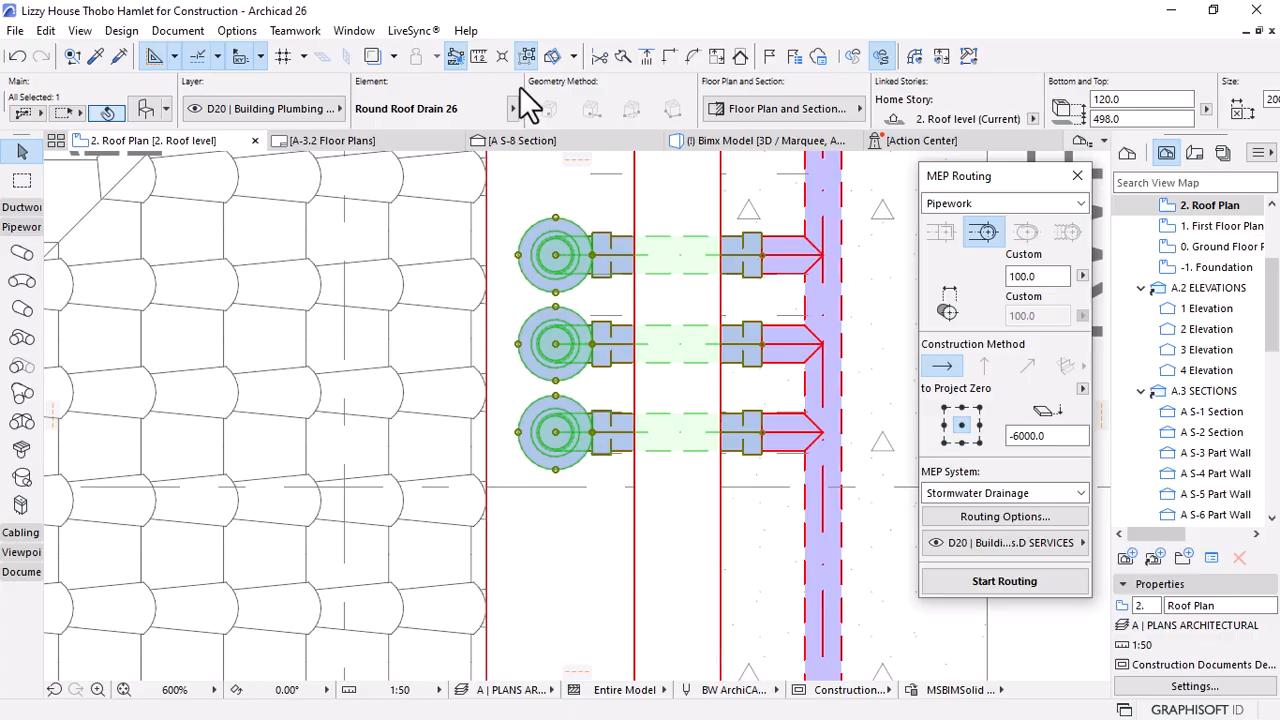 Lizzy House Thobo Hamlet for Construction - Archicad 26
File Edit View Design Document Options Teamwork Window LiveSync® Help
Main: Layer: Element: Geometry Method: Floor Plan and Section: Linked Stories: Bottom and Top: Size:
All Selected: 1
D20 | Building Plumbing ...
Round Roof Drain 26
Floor Plan and Section...
Home Story:
2. Roof level (Current)
120.0
498.0
200
2. Roof Plan [2. Roof level]
[A-3.2 Floor Plans]
[A S-8 Section]
(!) Bimx Model [3D / Marquee, A...
[Action Center]
Ductwo
Pipewor
Cabling
Viewpoi
Docume
MEP Routing
Pipework
Custom
100.0
Custom
100.0
Construction Method
to Project Zero
-6000.0
MEP System:
Stormwater Drainage
Routing Options...
D20 | Buildi...s.D SERVICES
Start Routing
Search View Map
2. Roof Plan
1. First Floor Plan
0. Ground Floor P
-1. Foundation
A.2 ELEVATIONS
1 Elevation
2 Elevation
3 Elevation
4 Elevation
A.3 SECTIONS
A S-1 Section
A S-2 Section
A S-3 Part Wall
A S-4 Part Wall
A S-5 Part Wall
A S-6 Part Wall
Properties
2. Roof Plan
A | PLANS ARCHITECTURAL
1:50
Construction Documents De...
Settings...
600% 0.00° 1:50 A | PLANS AR... Entire Model BW ArchiCA... Construction... MSBIMSolid ...
GRAPHISOFT ID